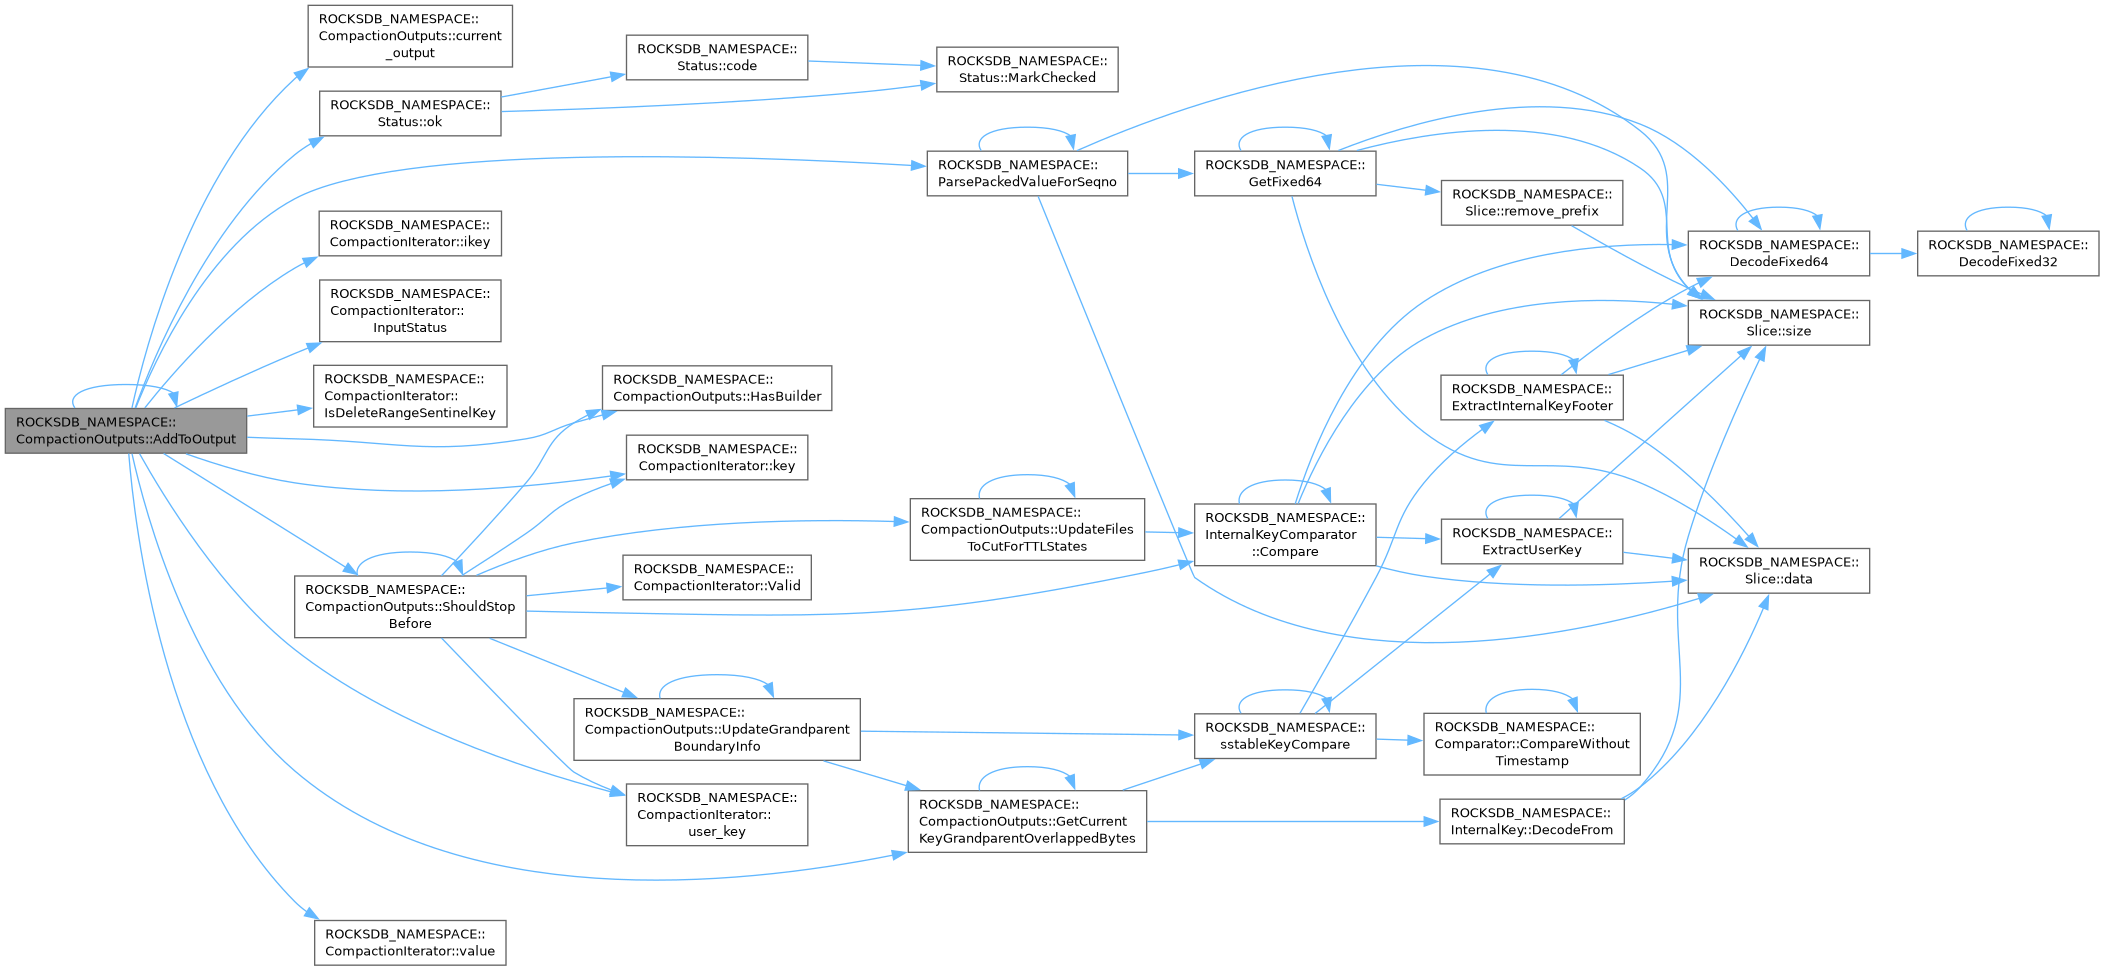 ROCKSDB_NAMESPACE::
CompactionOutputs::AddToOutput
ROCKSDB_NAMESPACE::
CompactionOutputs::current
_output
ROCKSDB_NAMESPACE::
Status::ok
ROCKSDB_NAMESPACE::
CompactionIterator::ikey
ROCKSDB_NAMESPACE::
CompactionIterator::
InputStatus
ROCKSDB_NAMESPACE::
CompactionIterator::
IsDeleteRangeSentinelKey
ROCKSDB_NAMESPACE::
CompactionOutputs::ShouldStop
Before
ROCKSDB_NAMESPACE::
CompactionIterator::value
ROCKSDB_NAMESPACE::
Status::code
ROCKSDB_NAMESPACE::
CompactionOutputs::HasBuilder
ROCKSDB_NAMESPACE::
CompactionIterator::key
ROCKSDB_NAMESPACE::
CompactionIterator::Valid
ROCKSDB_NAMESPACE::
CompactionOutputs::UpdateGrandparent
BoundaryInfo
ROCKSDB_NAMESPACE::
CompactionIterator::
user_key
ROCKSDB_NAMESPACE::
Status::MarkChecked
ROCKSDB_NAMESPACE::
ParsePackedValueForSeqno
ROCKSDB_NAMESPACE::
CompactionOutputs::UpdateFiles
ToCutForTTLStates
ROCKSDB_NAMESPACE::
CompactionOutputs::GetCurrent
KeyGrandparentOverlappedBytes
ROCKSDB_NAMESPACE::
GetFixed64
ROCKSDB_NAMESPACE::
InternalKeyComparator
::Compare
ROCKSDB_NAMESPACE::
sstableKeyCompare
ROCKSDB_NAMESPACE::
Slice::remove_prefix
ROCKSDB_NAMESPACE::
ExtractInternalKeyFooter
ROCKSDB_NAMESPACE::
ExtractUserKey
ROCKSDB_NAMESPACE::
Comparator::CompareWithout
Timestamp
ROCKSDB_NAMESPACE::
InternalKey::DecodeFrom
ROCKSDB_NAMESPACE::
DecodeFixed64
ROCKSDB_NAMESPACE::
Slice::size
ROCKSDB_NAMESPACE::
Slice::data
ROCKSDB_NAMESPACE::
DecodeFixed32